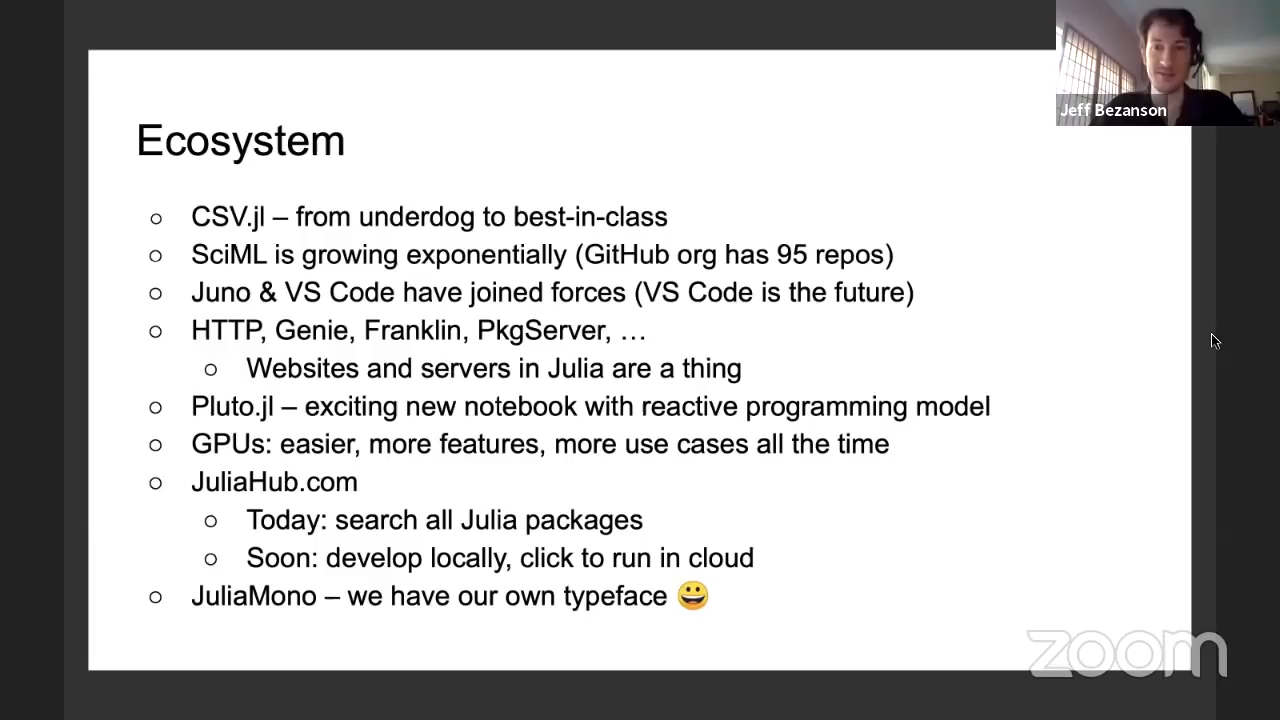 Jeff Bezanson
Ecosystem
○ CSV.jl – from underdog to best-in-class
○ SciML is growing exponentially (GitHub org has 95 repos)
○ Juno & VS Code have joined forces (VS Code is the future)
○ HTTP, Genie, Franklin, PkgServer, …
○ Websites and servers in Julia are a thing
○ Pluto.jl – exciting new notebook with reactive programming model
○ GPUs: easier, more features, more use cases all the time
○ JuliaHub.com
○ Today: search all Julia packages
○ Soon: develop locally, click to run in cloud
○ JuliaMono – we have our own typeface 😀
zoom